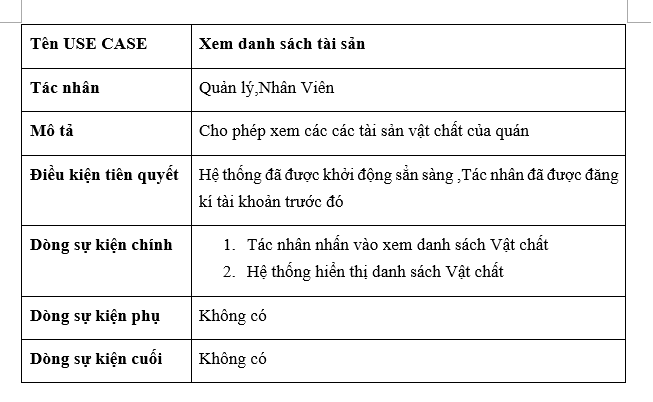 Tên USE CASE
Xem danh sách tài sản
Tác nhân
Quản lý,Nhân Viên
Mô tả
Cho phép xem các các tài sản vật chất của quán
Điều kiện tiên quyết
Hệ thống đã được khởi động sẳn sàng ,Tác nhân đã được đăng
kí tài khoản trước đó
Dòng sự kiện chính
1. Tác nhân nhấn vào xem danh sách Vật chất
2. Hệ thống hiển thị danh sách Vật chất
Dòng sự kiện phụ
Không có
Dòng sự kiện cuối
Không có